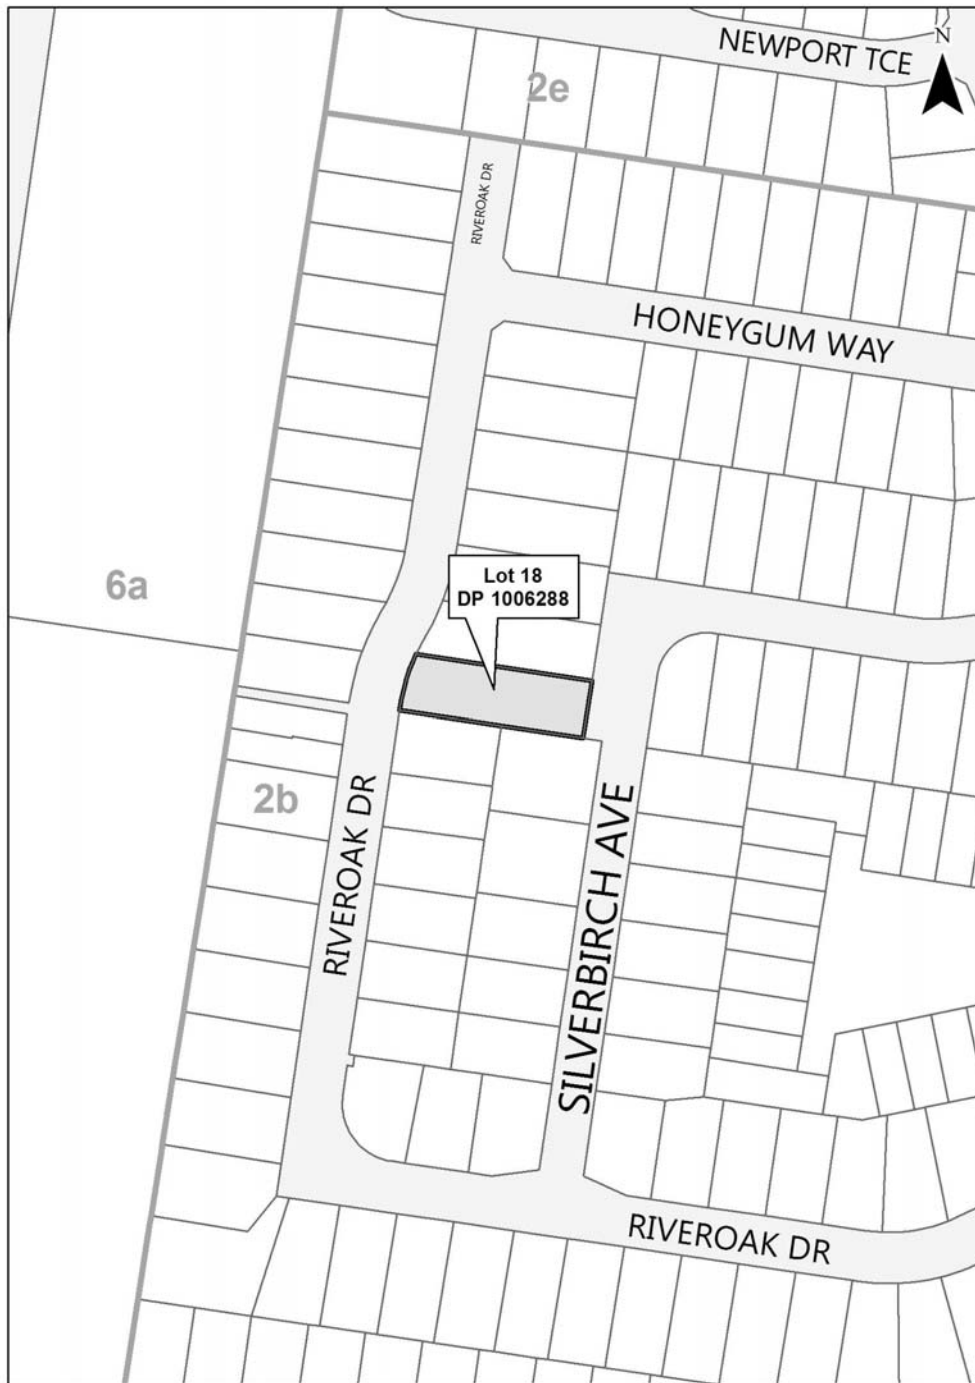 NEWPORT TCE
N
2e
RIVEROAK DR
HONEYGUM WAY
Lot 18
DP 1006288
6a
2b
RIVEROAK DR
SILVERBIRCH AVE
RIVEROAK DR